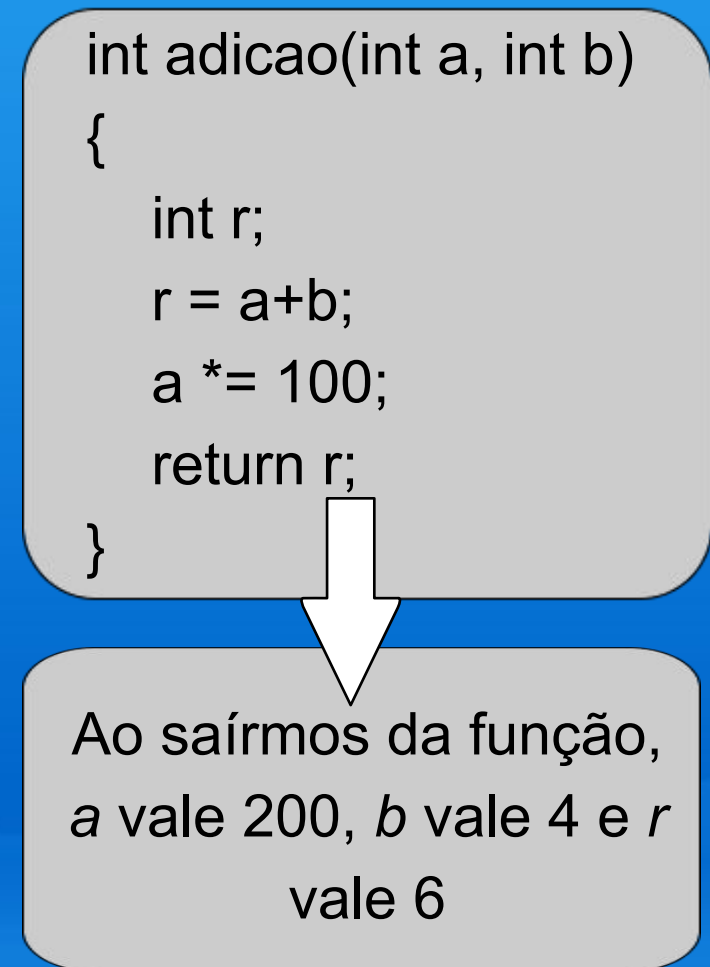 int adicao(int a, int b)
{
int r;
r = a+b;
a *= 100;
return r;
}
Ao saírmos da função,
a vale 200, b vale 4 e r
vale 6